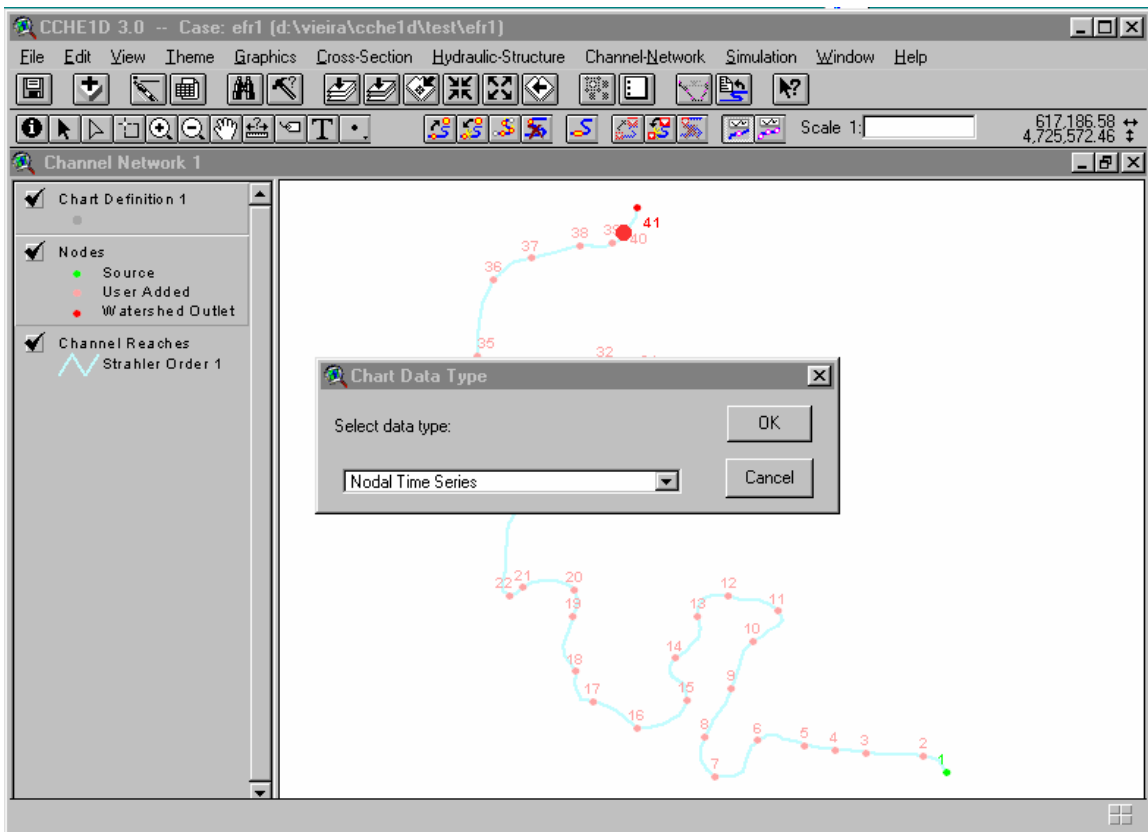 CCHE1D 3.0 -- Case: efr1 (d:\vieira\cche1d\test\efr1)
File Edit View Theme Graphics Cross-Section Hydraulic-Structure Channel-Network Simulation Window Help
T Scale 1: 617,186.58
4,725,572.46
Channel Network 1
Chart Definition 1
Nodes
Source
User Added
Watershed Outlet
Channel Reaches
Strahler Order 1
41
38 39 40
37
36
35
32
Chart Data Type
Select data type:
OK
Nodal Time Series
Cancel
22 21 20
19
18
17
16
15
14
13
12
11
10
9
8
7
6
5
4
3
2
1